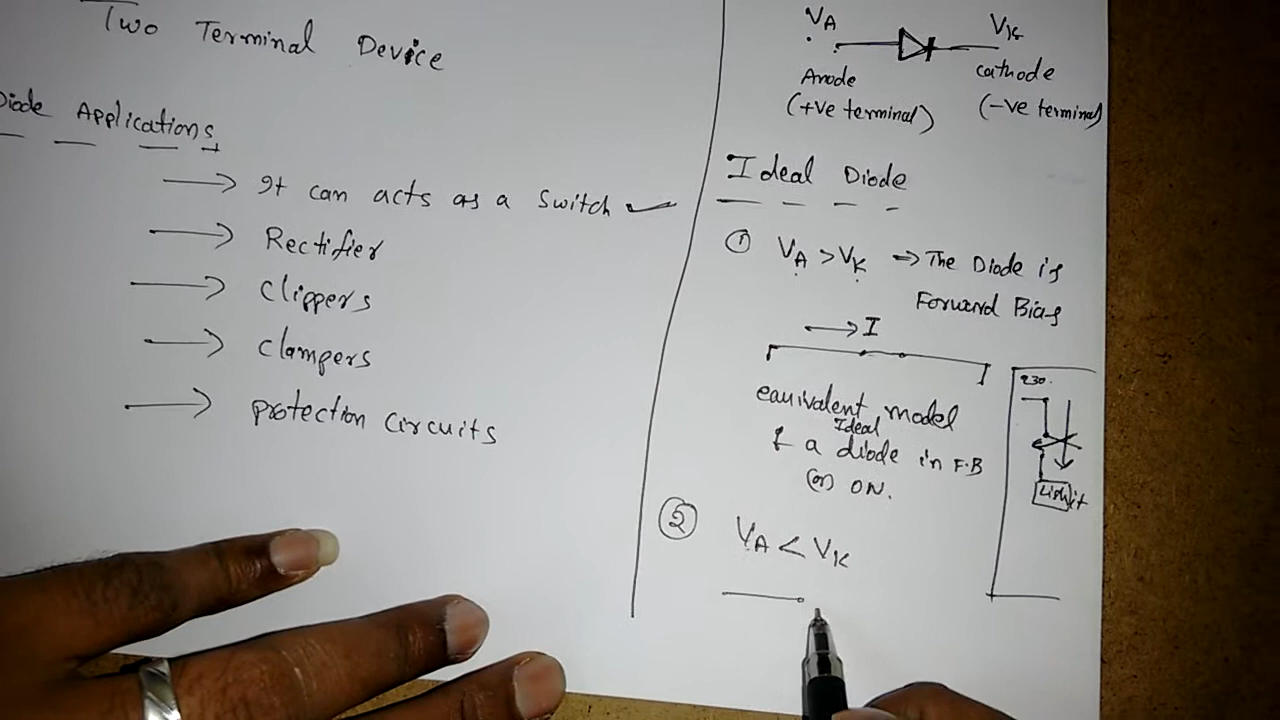 Two Terminal Device
Diode Applications
→ It can acts as a Switch ✓
→ Rectifier
→ Clippers
→ Clampers
→ protection Circuits
VA VK
Anode cathode
(+ve terminal) (-ve terminal)
Ideal Diode
① VA > VK ⇒ The Diode is
Forward Bias
→ I
equivalent model
f a Ideal diode in F.B
(or) ON.
230.
Light
② VA < VK